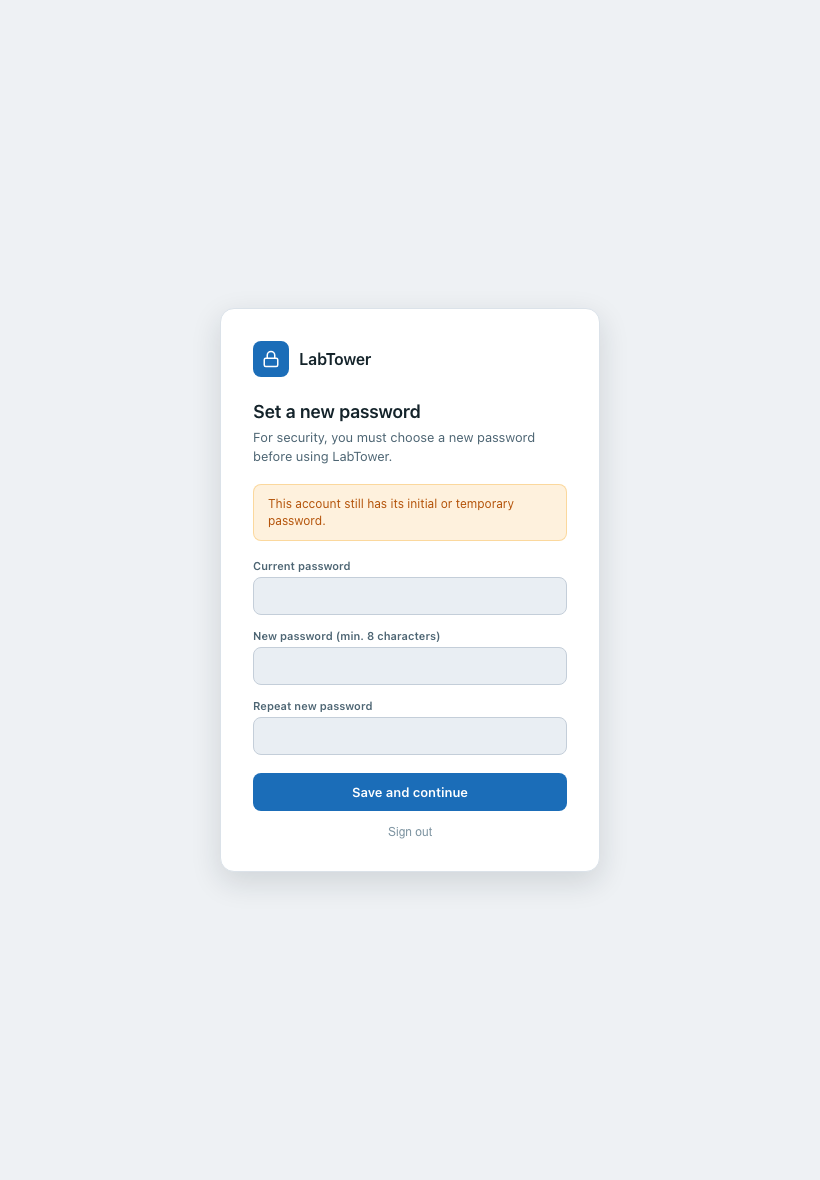 LabTower
Set a new password
For security, you must choose a new password
before using LabTower.
This account still has its initial or temporary
password.
Current password
New password (min. 8 characters)
Repeat new password
Save and continue
Sign out